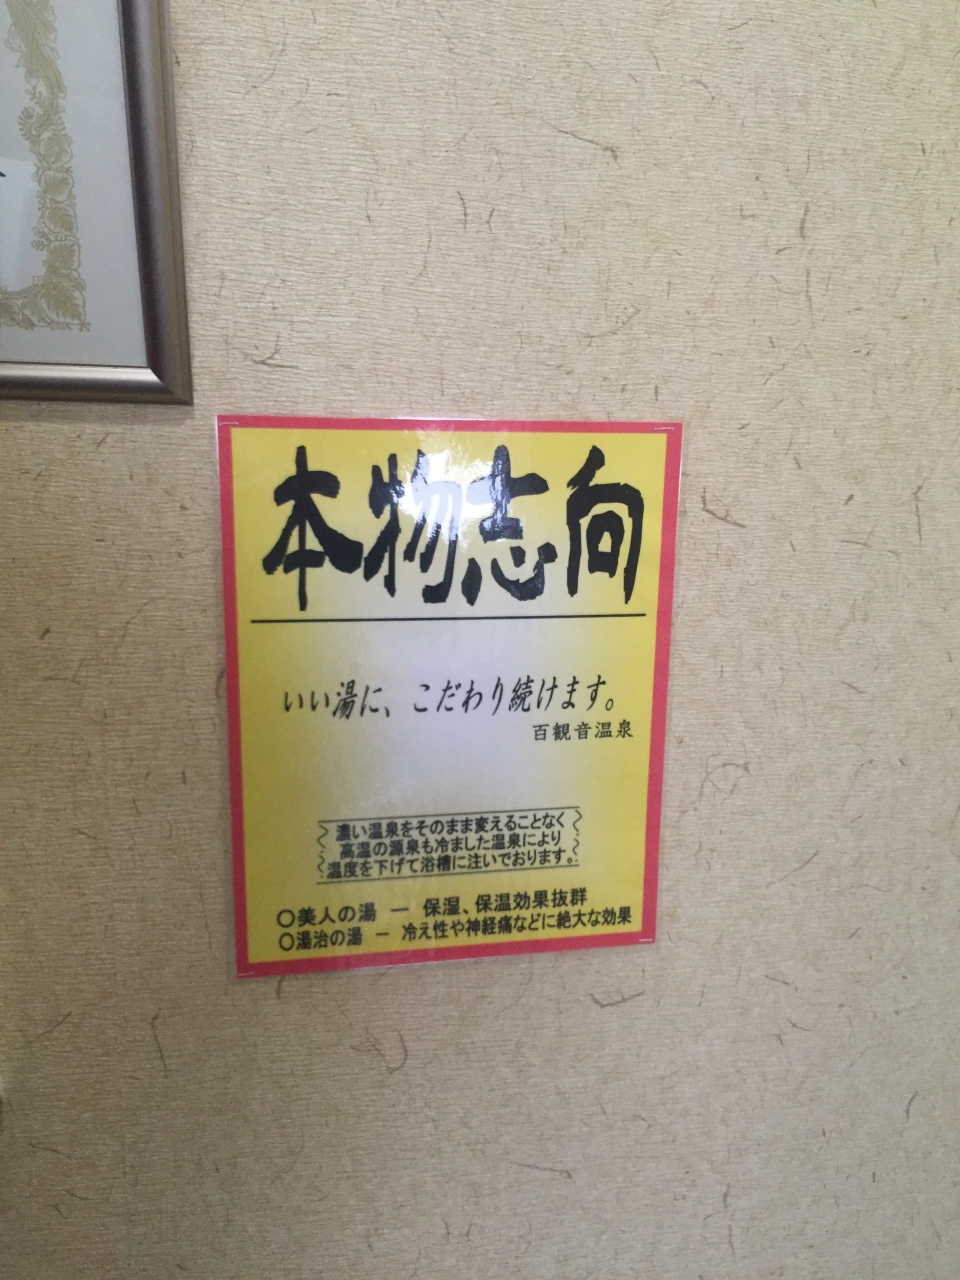 本物志向
いい湯に、こだわり続けます。
百観音温泉
濃い温泉をそのまま変えることなく
高温の源泉も冷ました温泉により
温度を下げて浴槽に注いでおります。
○美人の湯 ― 保湿、保温効果抜群
○湯治の湯 ― 冷え性や神経痛などに絶大な効果